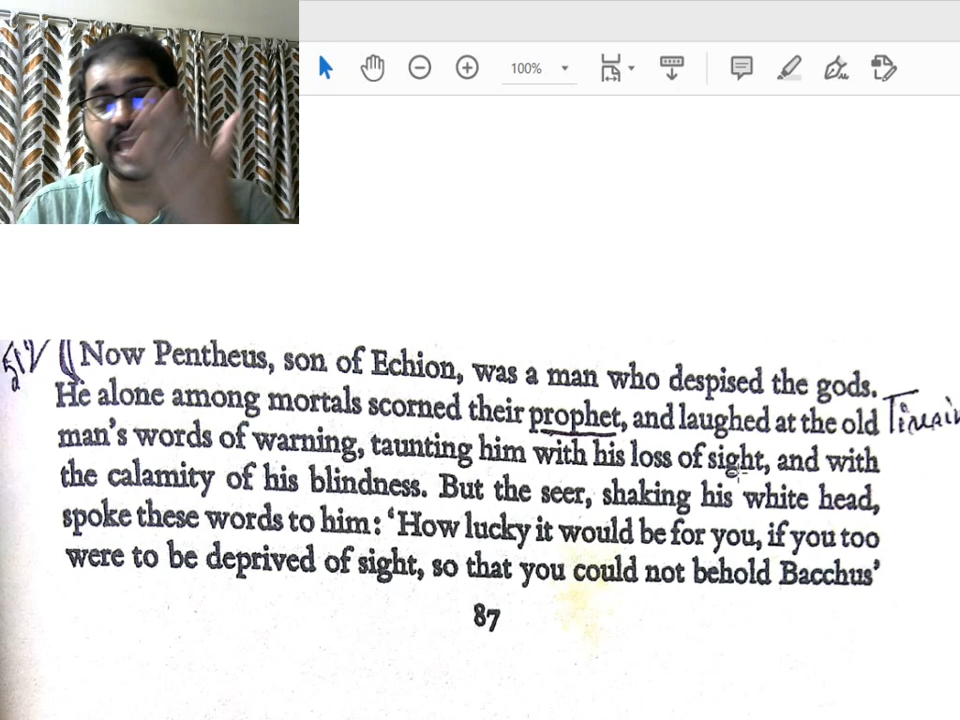 100%
Now Pentheus, son of Echion, was a man who despised the gods.
He alone among mortals scorned their prophet, and laughed at the old
man's words of warning, taunting him with his loss of sight, and with
the calamity of his blindness. But the seer, shaking his white head,
spoke these words to him: ‘How lucky it would be for you, if you too
were to be deprived of sight, so that you could not behold Bacchus’
87